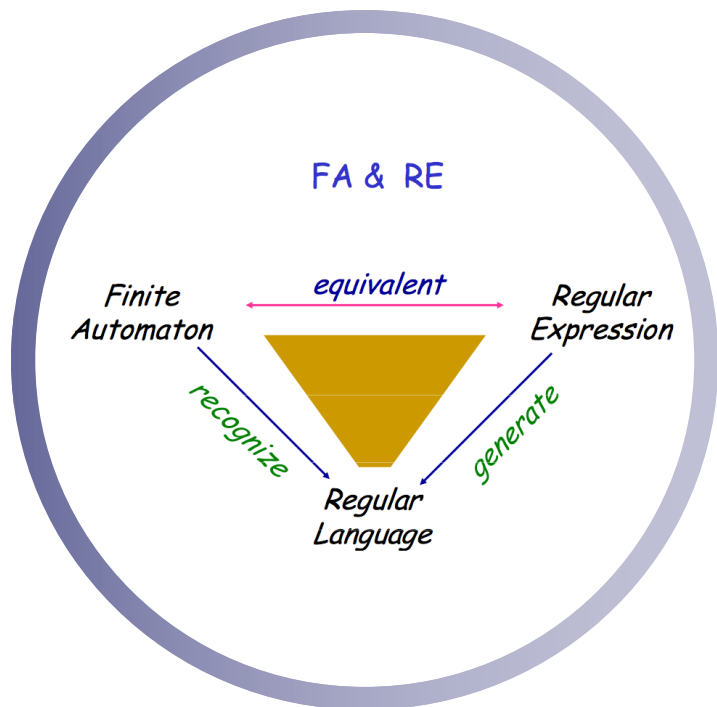 FA & RE
equivalent
Finite
Automaton
Regular
Expression
recognize
generate
Regular
Language